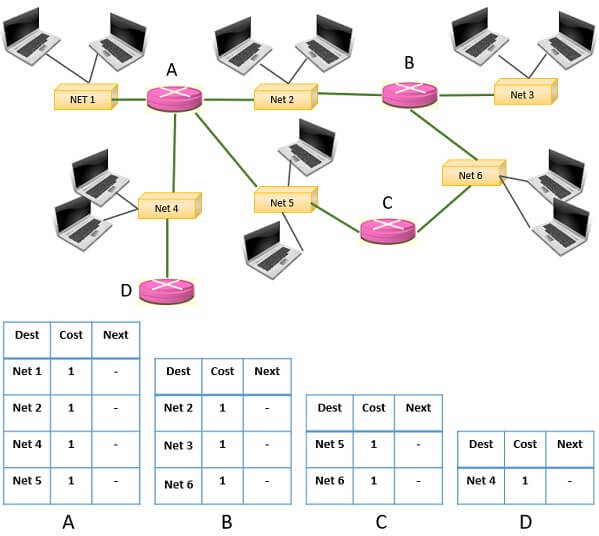 A
B
NET 1
Net 2
Net 3
Net 4
Net 5
C
Net 6
D
Dest Cost Next
Net 1 1 -
Net 2 1 -
Net 4 1 -
Net 5 1 -
A
Dest Cost Next
Net 2 1 -
Net 3 1 -
Net 6 1 -
B
Dest Cost Next
Net 5 1 -
Net 6 1 -
C
Dest Cost Next
Net 4 1 -
D